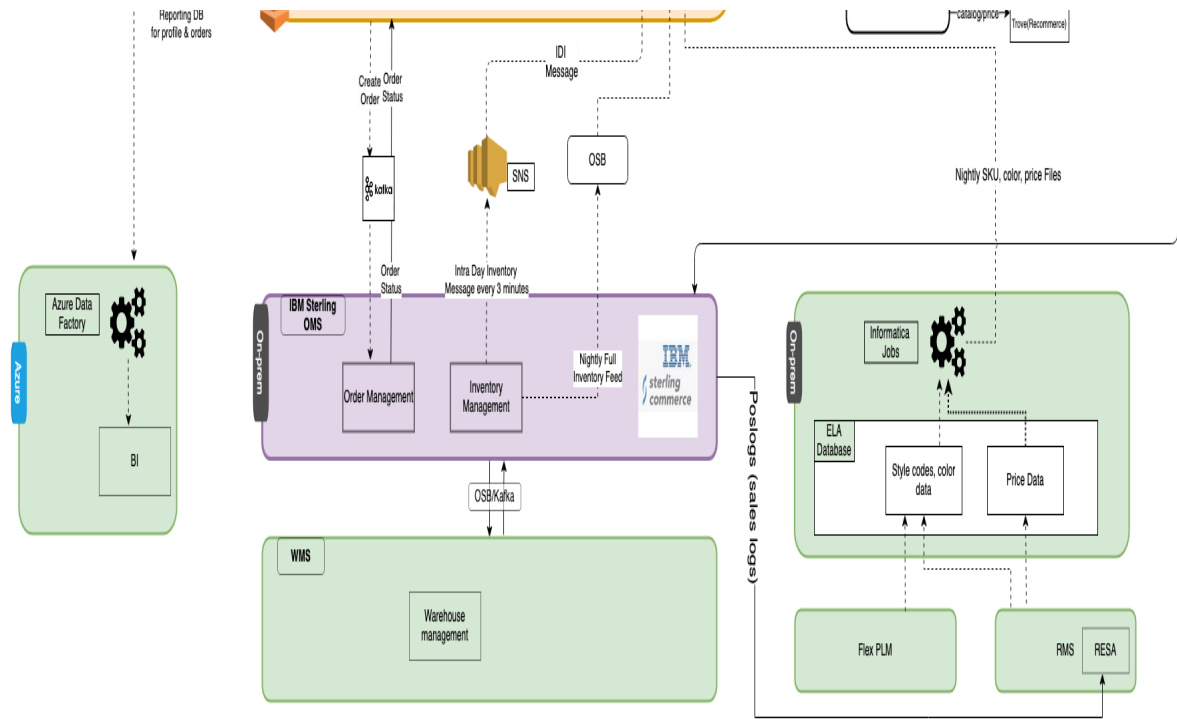 Reporting DB
for profile & orders
catalog/price
Trove(Recommerce)
IDI
Message
Create
Order
Order
Status
kafka
SNS
OSB
Nightly SKU, color, price Files
Order
Status
Intra Day Inventory
Message every 3 minutes
Azure Data
Factory
BI
Azure
IBM Sterling
OMS
On-prem
Order Management
Inventory
Management
Nightly Full
Inventory Feed
IBM
sterling
commerce
Poslogs (sales logs)
On-prem
Informatica
Jobs
ELA
Database
Style codes, color
data
Price Data
OSB/Kafka
WMS
Warehouse
management
Flex PLM
RMS
RESA